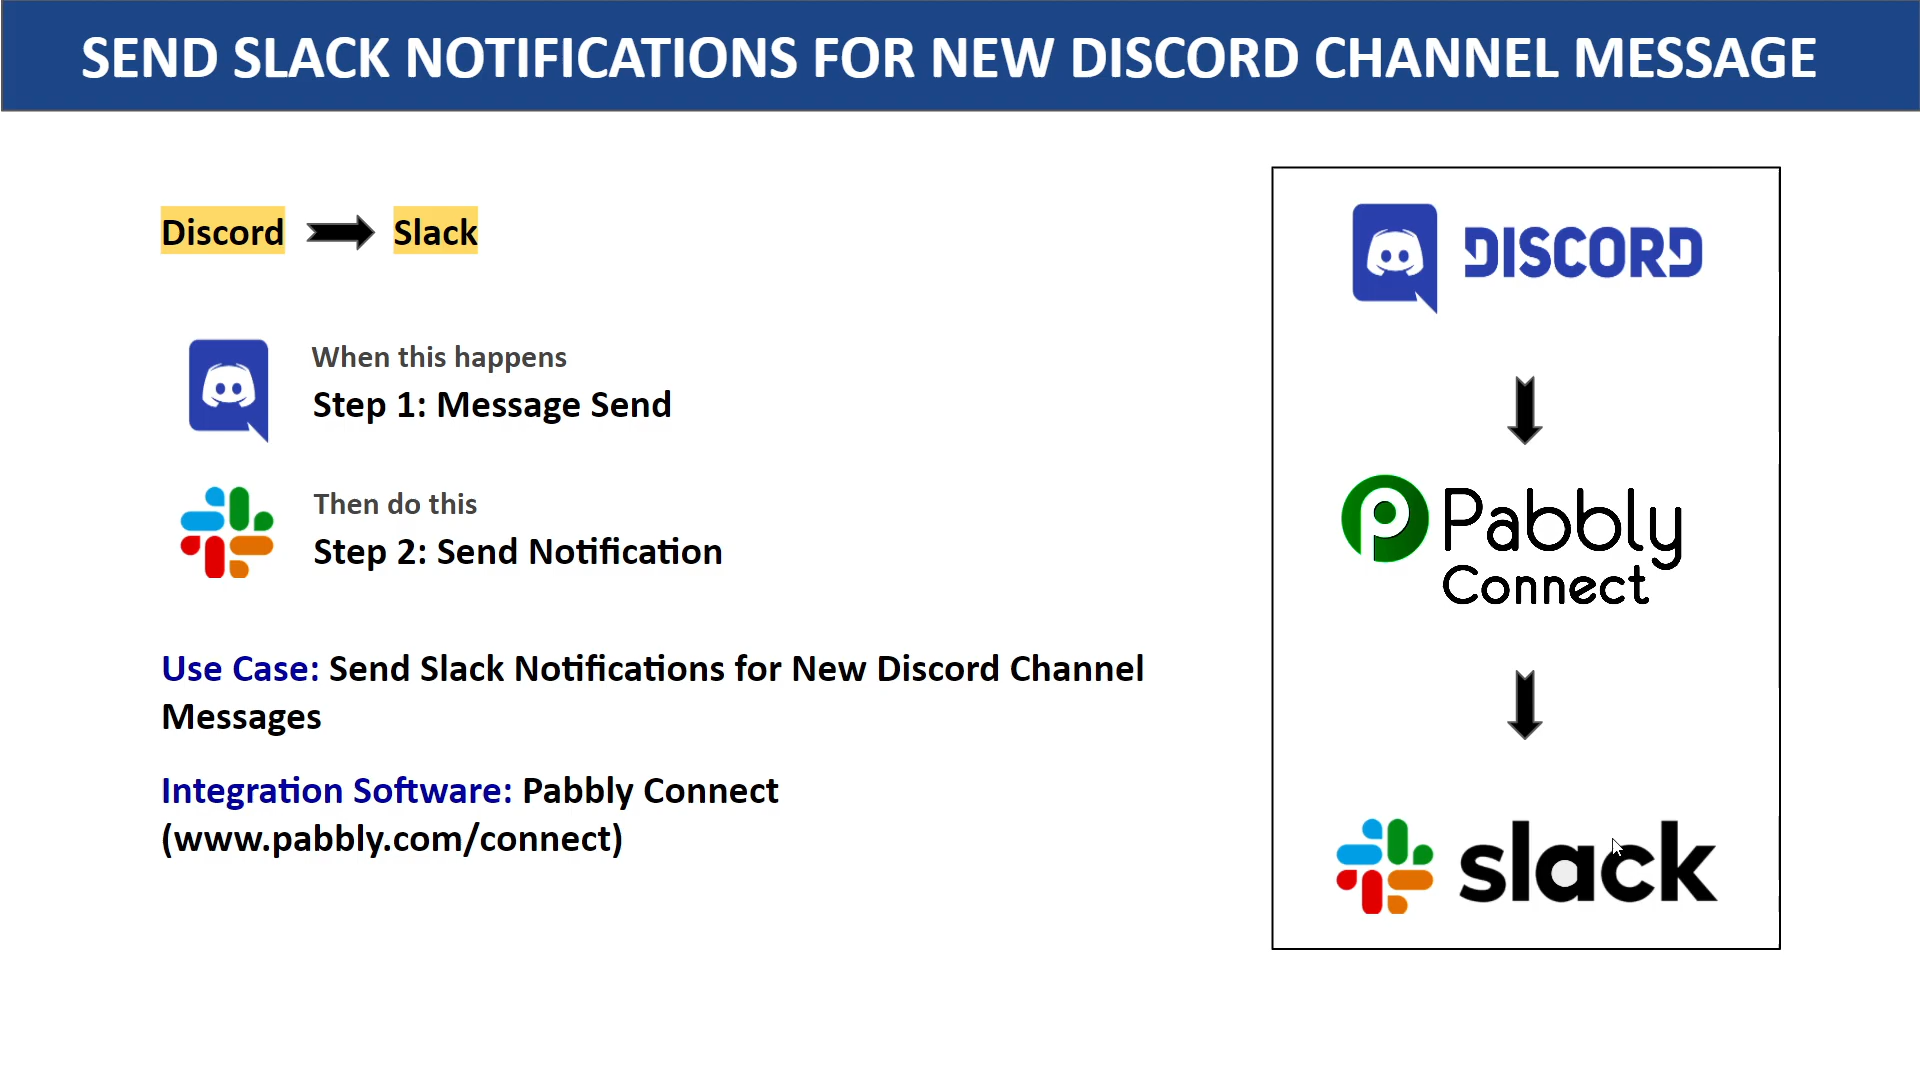 SEND SLACK NOTIFICATIONS FOR NEW DISCORD CHANNEL MESSAGE
Discord Slack
When this happens
Step 1: Message Send
Then do this
Step 2: Send Notification
Use Case: Send Slack Notifications for New Discord Channel
Messages
Integration Software: Pabbly Connect
(www.pabbly.com/connect)
DISCORD
Pabbly
Connect
slack